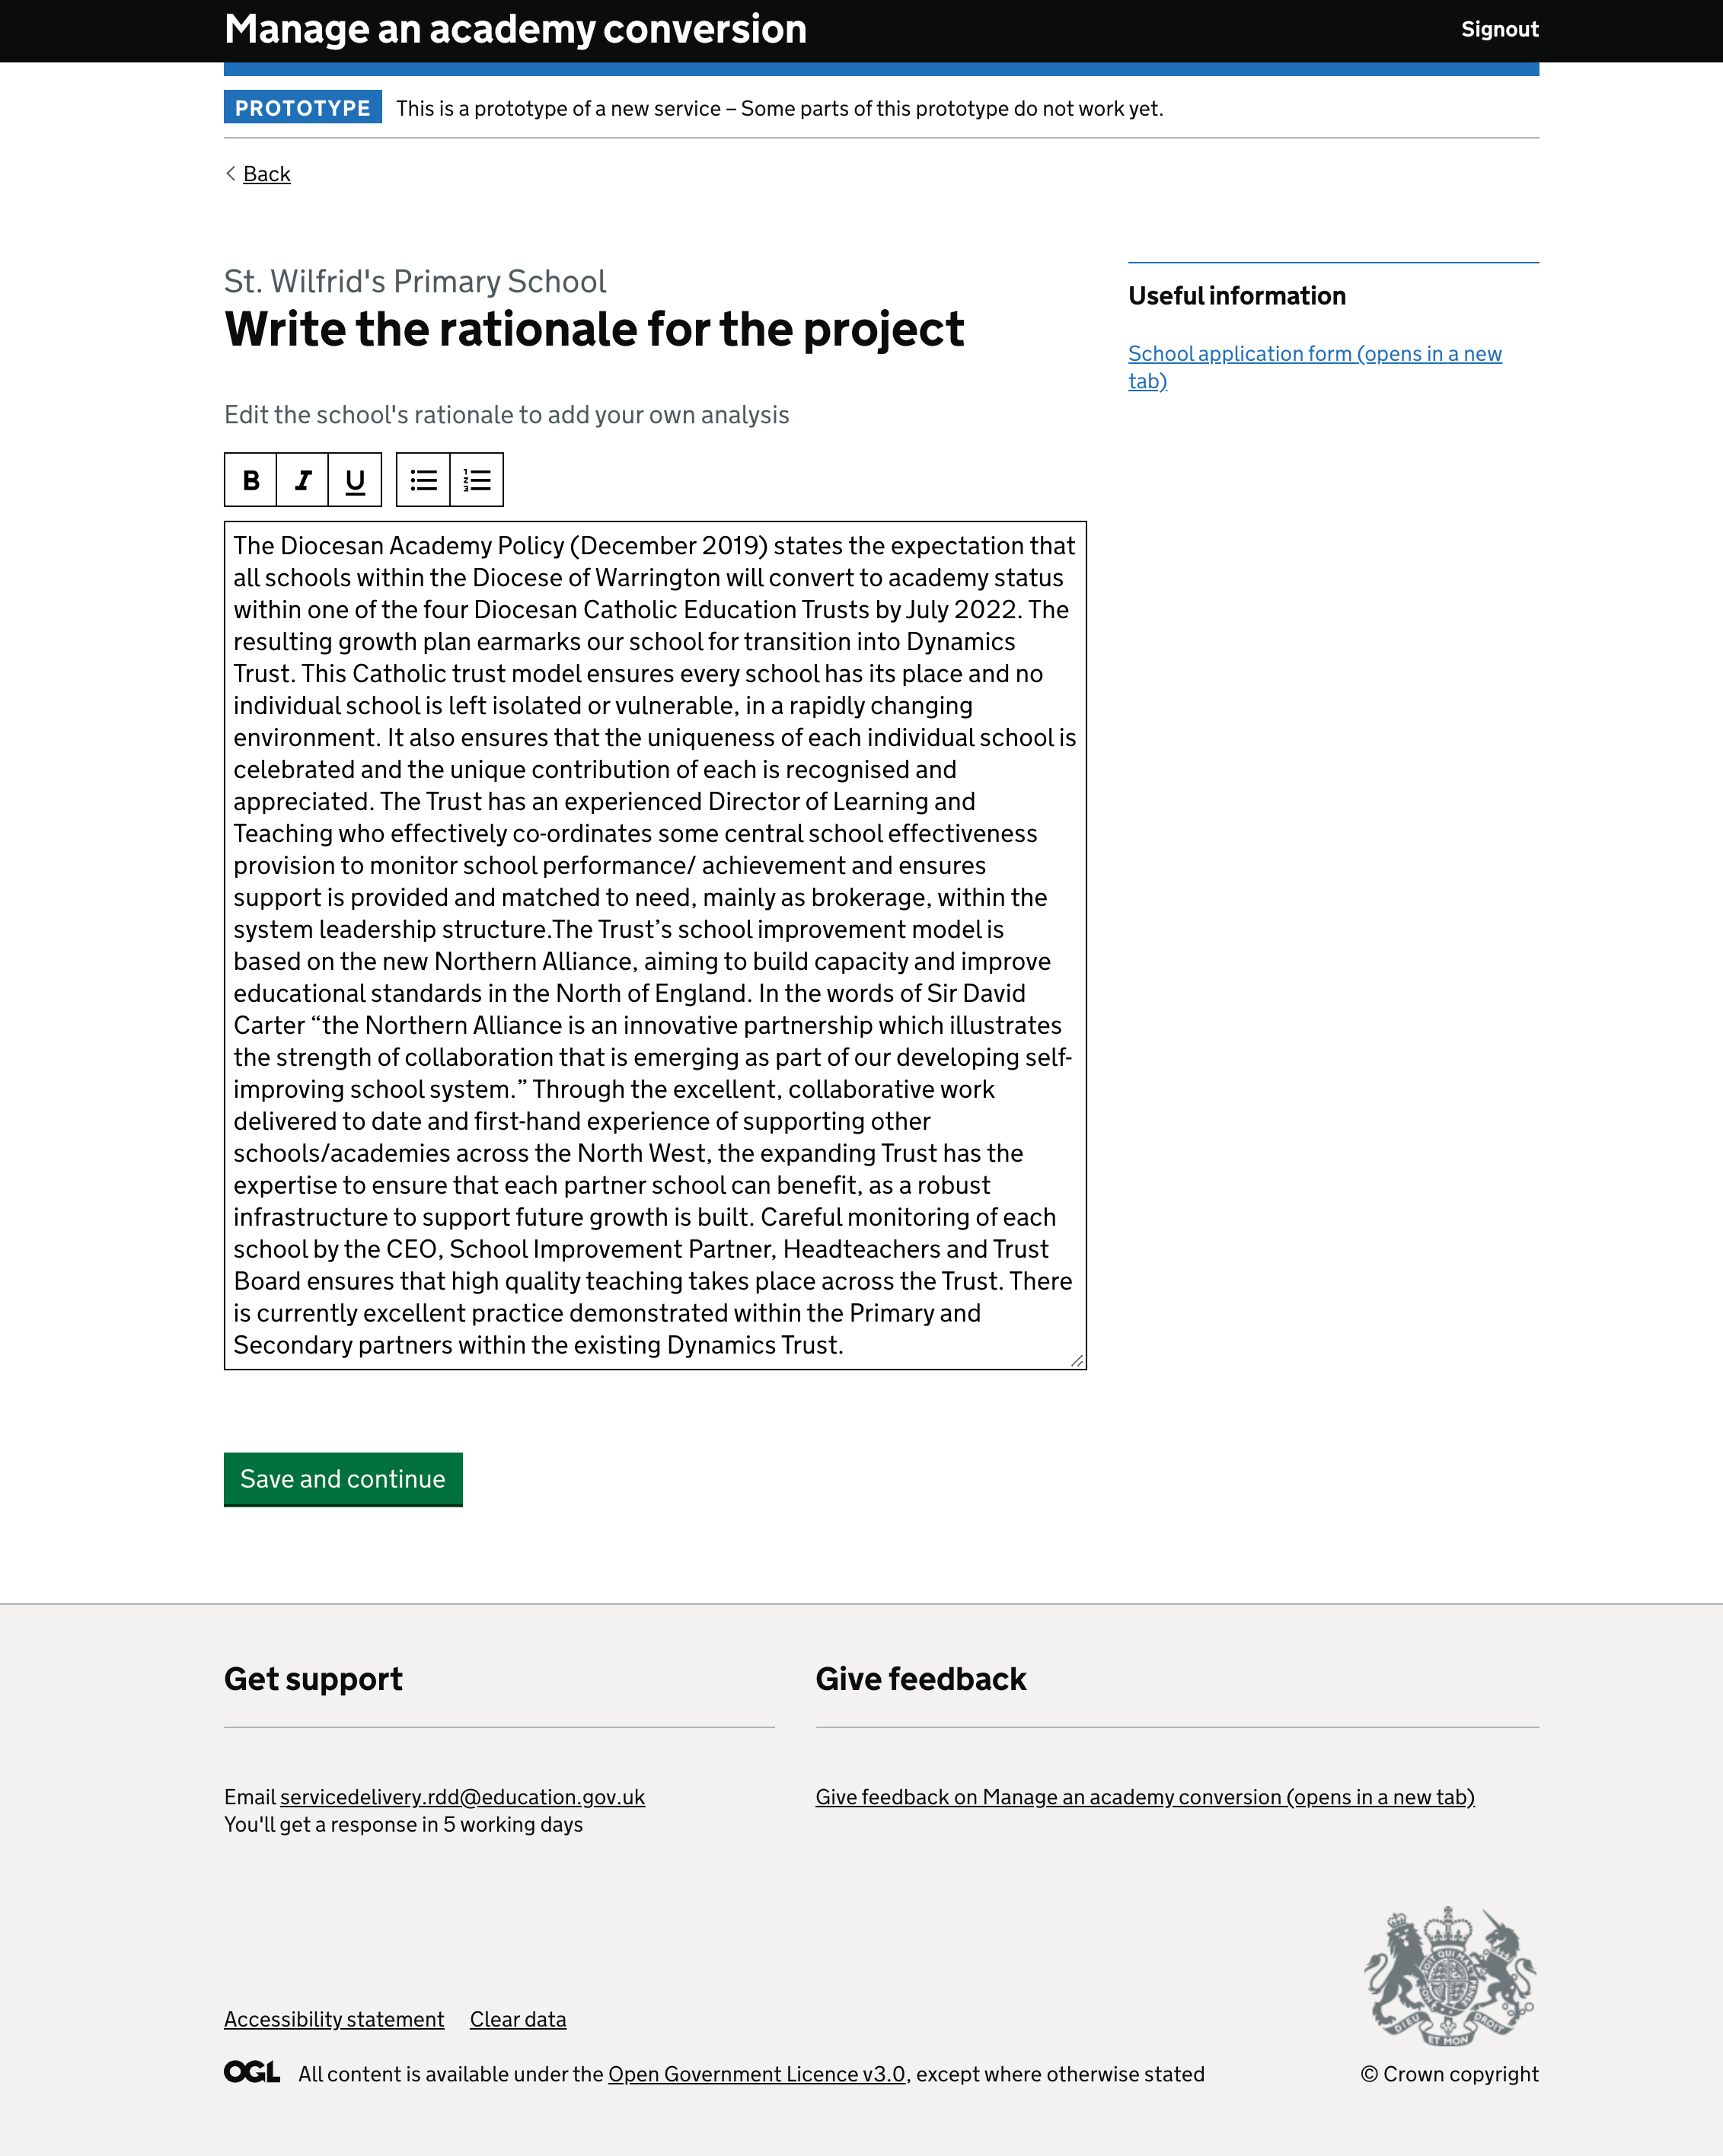 Manage an academy conversion
Signout
PROTOTYPE This is a prototype of a new service – Some parts of this prototype do not work yet.
Back
St. Wilfrid's Primary School
Write the rationale for the project
Edit the school's rationale to add your own analysis
B I U
The Diocesan Academy Policy (December 2019) states the expectation that
all schools within the Diocese of Warrington will convert to academy status
within one of the four Diocesan Catholic Education Trusts by July 2022. The
resulting growth plan earmarks our school for transition into Dynamics
Trust. This Catholic trust model ensures every school has its place and no
individual school is left isolated or vulnerable, in a rapidly changing
environment. It also ensures that the uniqueness of each individual school is
celebrated and the unique contribution of each is recognised and
appreciated. The Trust has an experienced Director of Learning and
Teaching who effectively co-ordinates some central school effectiveness
provision to monitor school performance/ achievement and ensures
support is provided and matched to need, mainly as brokerage, within the
system leadership structure.The Trust’s school improvement model is
based on the new Northern Alliance, aiming to build capacity and improve
educational standards in the North of England. In the words of Sir David
Carter “the Northern Alliance is an innovative partnership which illustrates
the strength of collaboration that is emerging as part of our developing self-
improving school system.” Through the excellent, collaborative work
delivered to date and first-hand experience of supporting other
schools/academies across the North West, the expanding Trust has the
expertise to ensure that each partner school can benefit, as a robust
infrastructure to support future growth is built. Careful monitoring of each
school by the CEO, School Improvement Partner, Headteachers and Trust
Board ensures that high quality teaching takes place across the Trust. There
is currently excellent practice demonstrated within the Primary and
Secondary partners within the existing Dynamics Trust.
Save and continue
Useful information
School application form (opens in a new
tab)
Get support
Email servicedelivery.rdd@education.gov.uk
You'll get a response in 5 working days
Give feedback
Give feedback on Manage an academy conversion (opens in a new tab)
Accessibility statement Clear data
OGL All content is available under the Open Government Licence v3.0, except where otherwise stated
DIEU ET MON DROIT
© Crown copyright